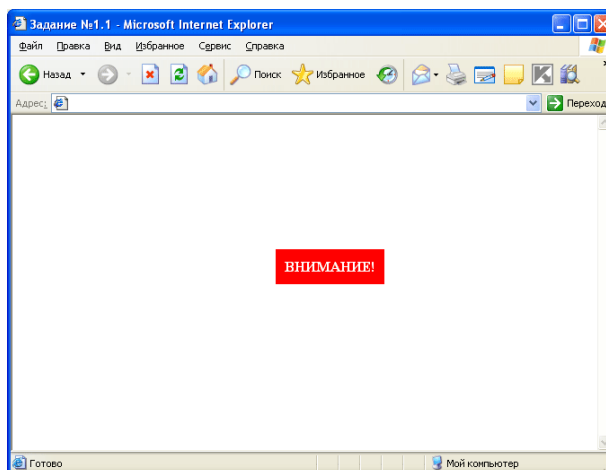 Задание №1.1 - Microsoft Internet Explorer
Файл Правка Вид Избранное Сервис Справка
Назад Поиск Избранное »
Адрес: Переход
ВНИМАНИЕ!
Готово Мой компьютер